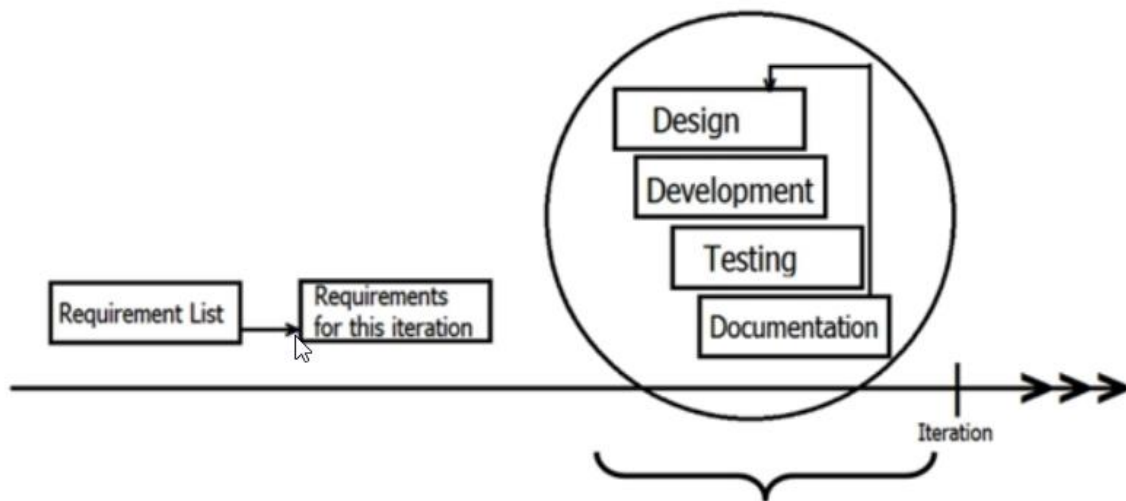 Design
Development
Testing
Documentation
Requirement List
Requirements
for this iteration
Iteration